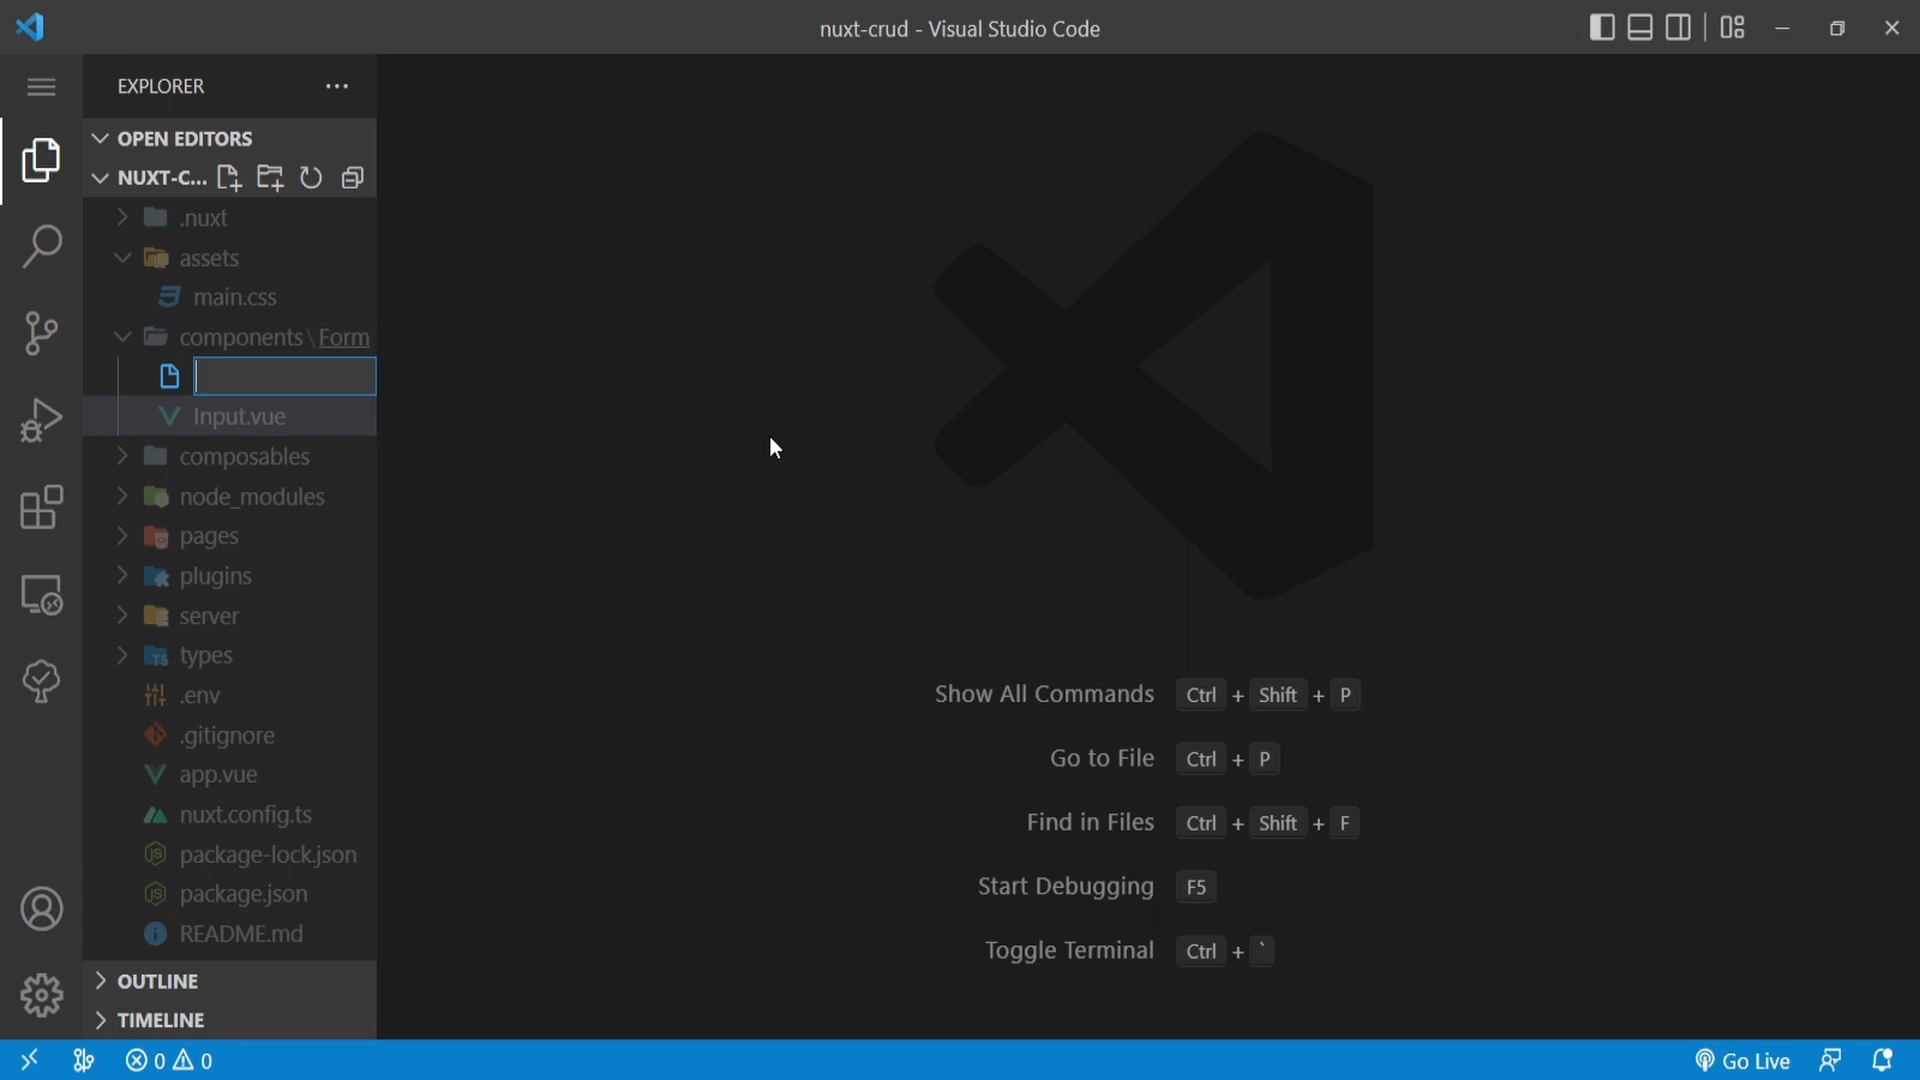 nuxt-crud - Visual Studio Code
EXPLORER
OPEN EDITORS
NUXT-C...
.nuxt
assets
main.css
components\Form
Input.vue
composables
node_modules
pages
plugins
server
types
.env
.gitignore
app.vue
nuxt.config.ts
package-lock.json
package.json
README.md
OUTLINE
TIMELINE
Show All Commands Ctrl + Shift + P
Go to File Ctrl + P
Find in Files Ctrl + Shift + F
Start Debugging F5
Toggle Terminal Ctrl + `
0 0
Go Live